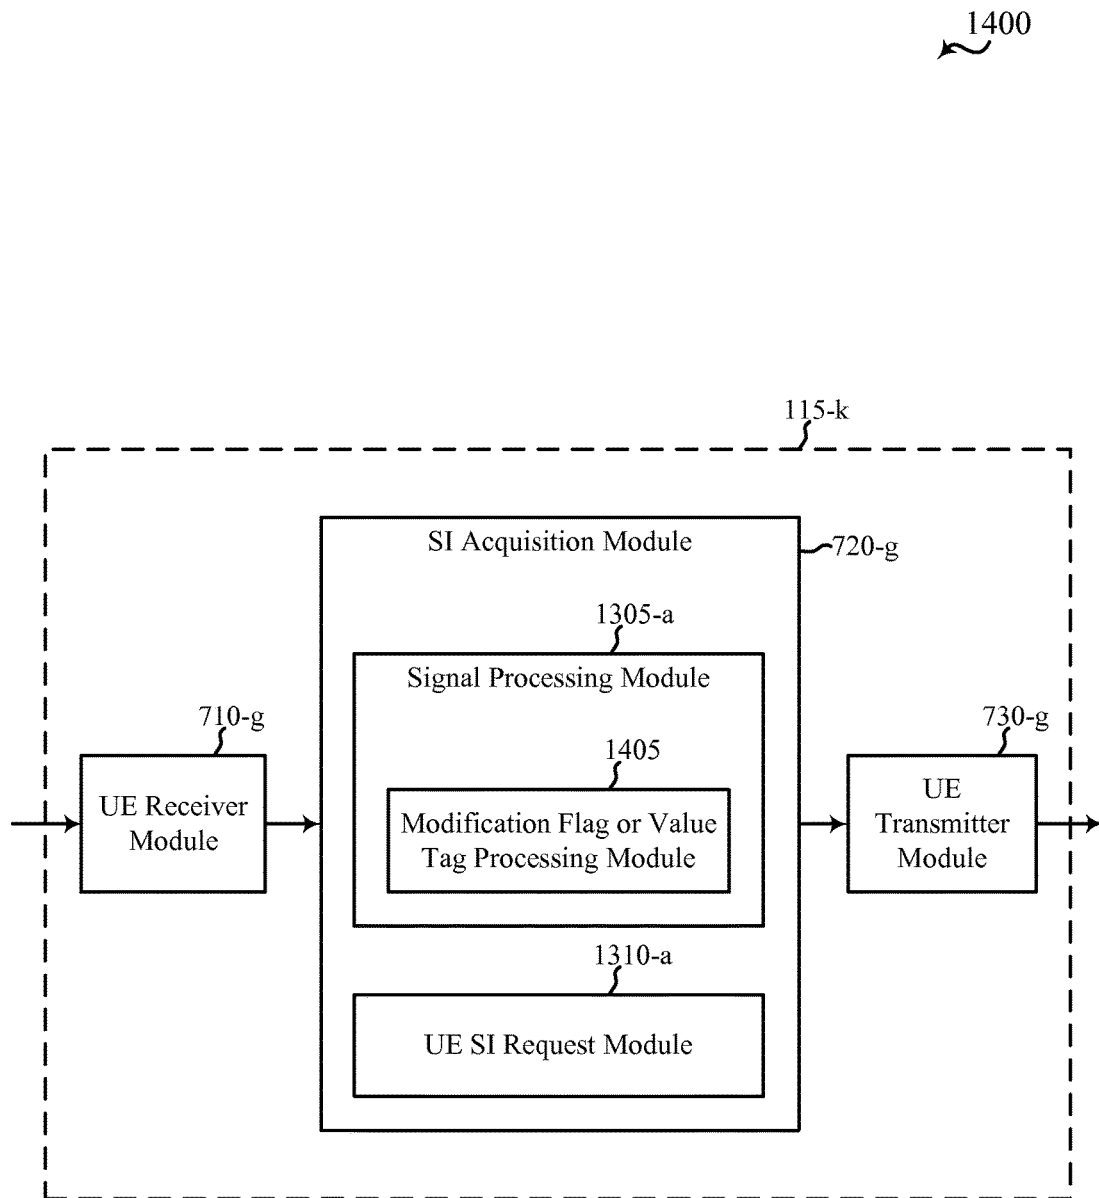 1400
115-k
SI Acquisition Module
720-g
1305-a
Signal Processing Module
710-g
730-g
1405
UE Receiver
Module
Modification Flag or Value
Tag Processing Module
UE
Transmitter
Module
1310-a
UE SI Request Module